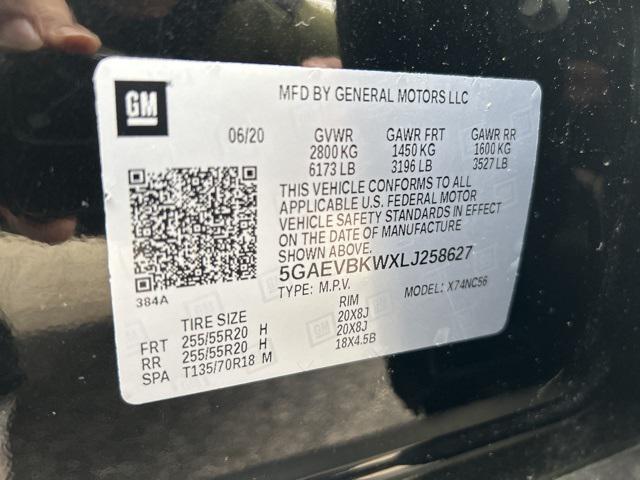 GM
MFD BY GENERAL MOTORS LLC
06/20 GVWR GAWR FRT GAWR RR
2800 KG 1450 KG 1600 KG
6173 LB 3196 LB 3527 LB
THIS VEHICLE CONFORMS TO ALL
APPLICABLE U.S. FEDERAL MOTOR
VEHICLE SAFETY STANDARDS IN EFFECT
ON THE DATE OF MANUFACTURE
SHOWN ABOVE.
5GAEVBKWXLJ258627
384A
TYPE: M.P.V. MODEL: X74NC56
TIRE SIZE RIM
FRT 255/55R20 H 20X8J
RR 255/55R20 H 20X8J
SPA T135/70R18 M 18X4.5B